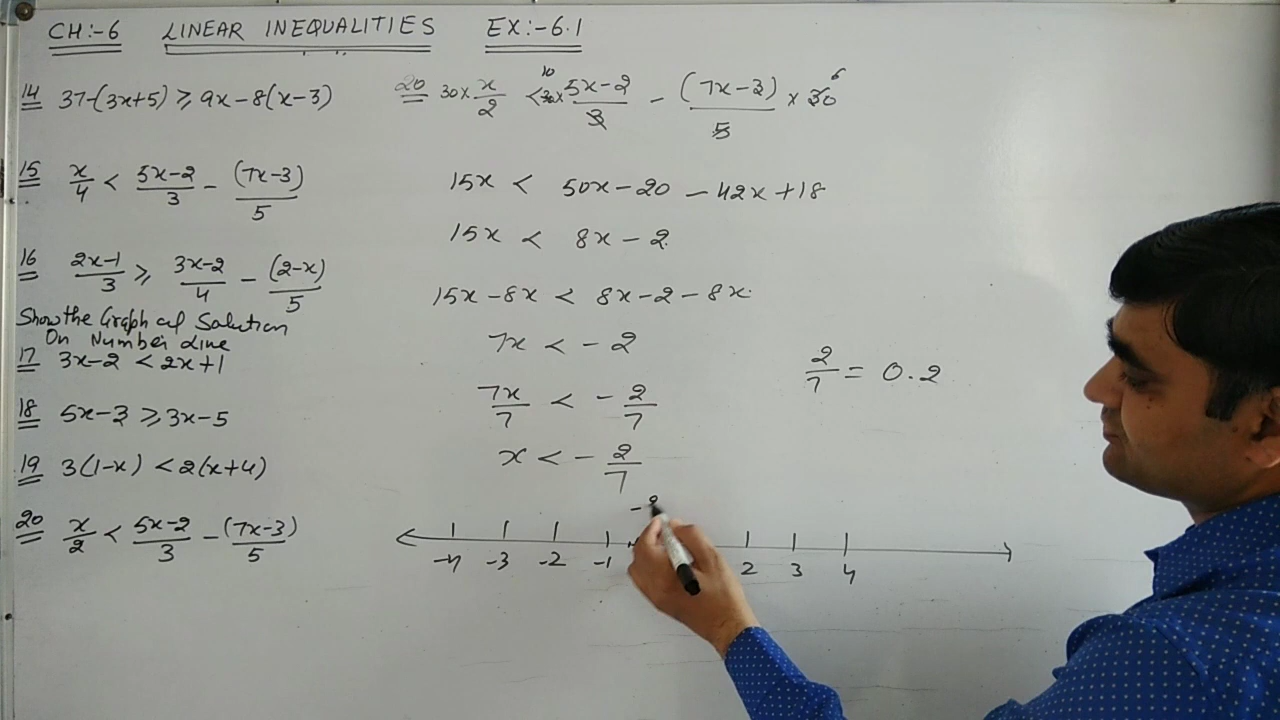 CH:-6 LINEAR INEQUALITIES EX:-6.1
14 37-(3x+5) ≥ 9x-8(x-3)
15 x/4 < 5x-2/3 - (7x-3)/5
16 2x-1/3 ≥ 3x-2/4 - (2-x)/5
Show the Graph of Solution
On Number Line
17 3x-2 < 2x+1
18 5x-3 ≥ 3x-5
19 3(1-x) < 2(x+4)
20 x/2 < 5x-2/3 - (7x-3)/5
20 30× x/2 < 30× 5x-2/3 - (7x-3)/5 × 30
10
6
15x < 50x-20 - 42x+18
15x < 8x-2
15x-8x < 8x-2-8x
7x < -2
7x/7 < -2/7
x < -2/7
2/7 = 0.2
-2
-4 -3 -2 -1 2 3 4